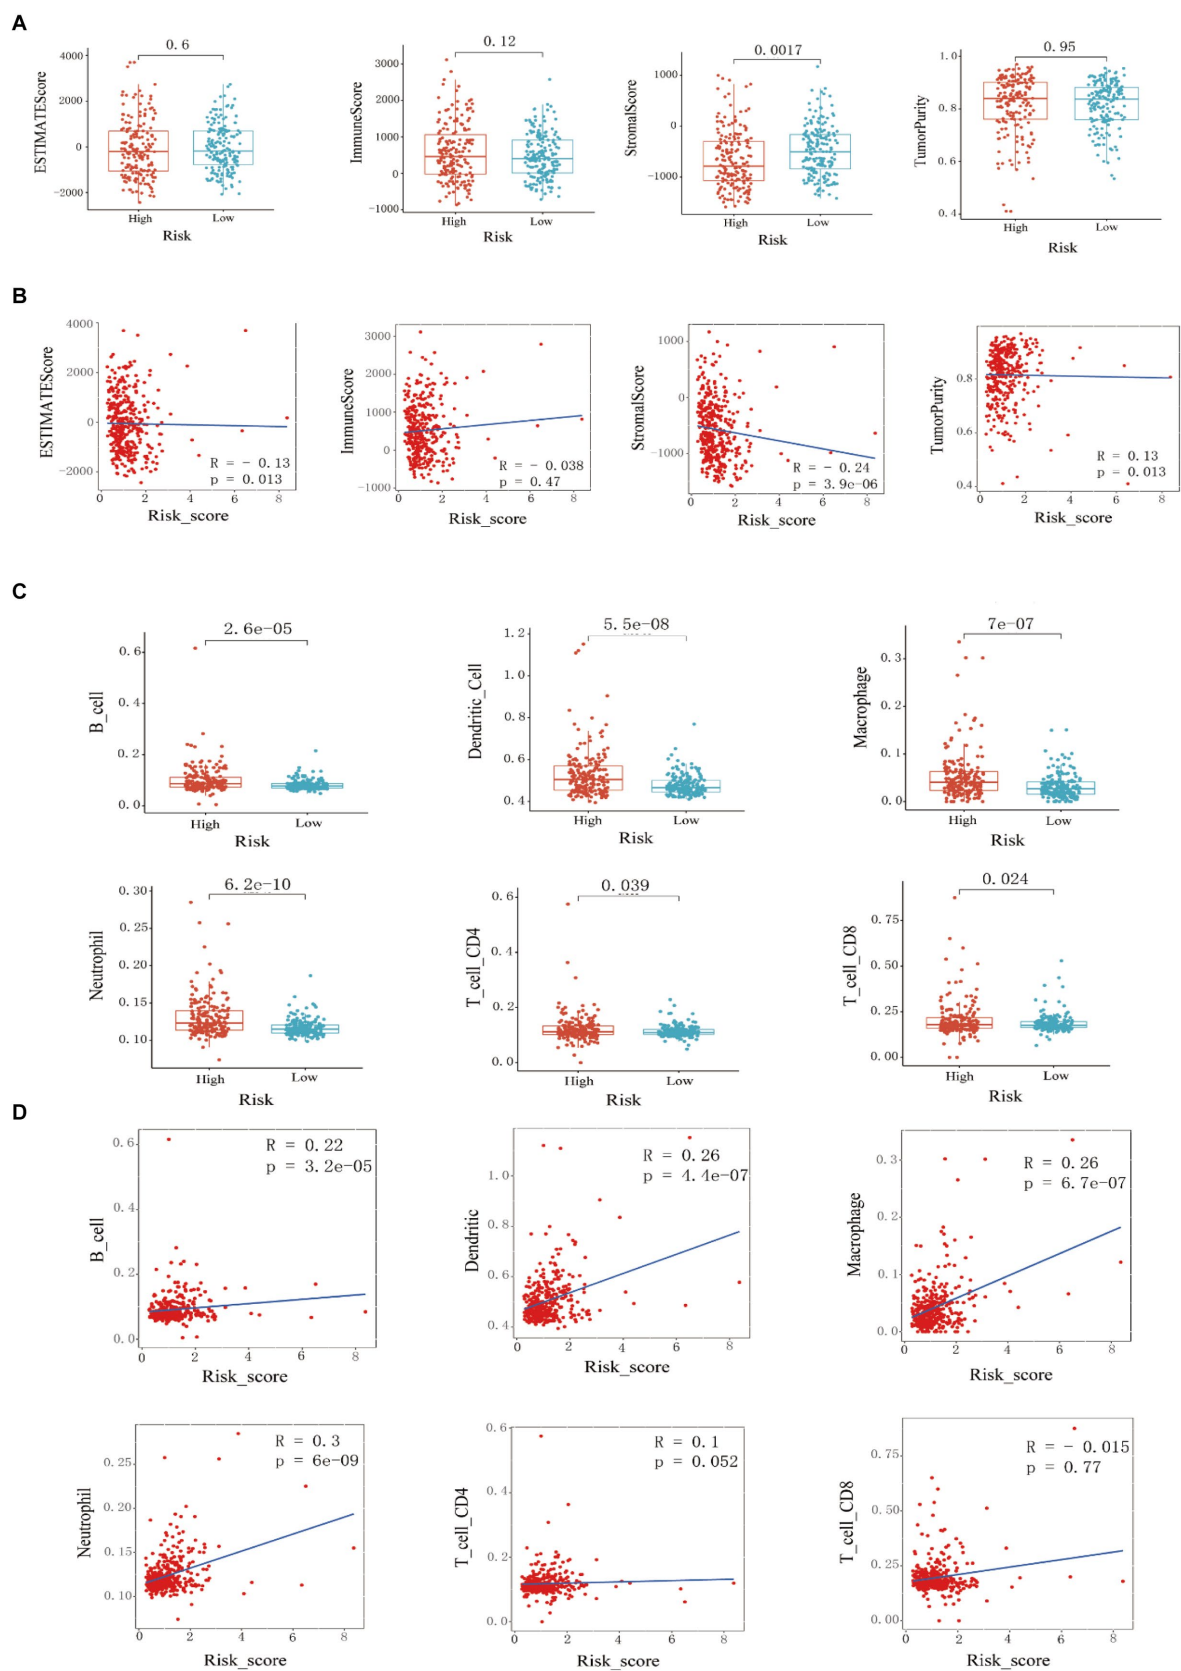 A
0.6
ESTIMATEScore
4000
2000
0
−2000
High Low
Risk
0.12
ImmuneScore
3000
2000
1000
0
−1000
High Low
Risk
0.0017
StromalScore
1000
0
−1000
High Low
Risk
0.95
TumorPurity
1.0
0.8
0.6
0.4
High Low
Risk
B
ESTIMATEScore
4000
2000
0
−2000
R = − 0.13
p = 0.013
0 2 4 6 8
Risk_score
ImmuneScore
3000
2000
1000
0
−1000
R = − 0.038
p = 0.47
0 2 4 6 8
Risk_score
StromalScore
1000
0
−1000
R = − 0.24
p = 3.9e−06
0 2 4 6 8
Risk_score
TumorPurity
0.8
0.6
0.4
R = 0.13
p = 0.013
0 2 4 6 8
Risk_score
C
2.6e−05
B_cell
0.6
0.4
0.2
0.0
High Low
Risk
5.5e−08
Dendritic_Cell
1.2
1.0
0.8
0.6
0.4
High Low
Risk
7e−07
Macrophage
0.3
0.2
0.1
0.0
High Low
Risk
6.2e−10
Neutrophil
0.30
0.25
0.20
0.15
0.10
High Low
Risk
0.039
T_cell_CD4
0.6
0.4
0.2
0.0
High Low
Risk
0.024
T_cell_CD8
0.75
0.50
0.25
0.00
High Low
Risk
D
B_cell
0.6
0.4
0.2
0.0
R = 0.22
p = 3.2e−05
0 2 4 6 8
Risk_score
Dendritic
1.0
0.8
0.6
0.4
R = 0.26
p = 4.4e−07
0 2 4 6 8
Risk_score
Macrophage
0.3
0.2
0.1
0.0
R = 0.26
p = 6.7e−07
0 2 4 6 8
Risk_score
Neutrophil
0.25
0.20
0.15
0.10
R = 0.3
p = 6e−09
0 2 4 6 8
Risk_score
T_cell_CD4
0.6
0.4
0.2
0.0
R = 0.1
p = 0.052
0 2 4 6 8
Risk_score
T_cell_CD8
0.75
0.50
0.25
0.00
R = − 0.015
p = 0.77
0 2 4 6 8
Risk_score